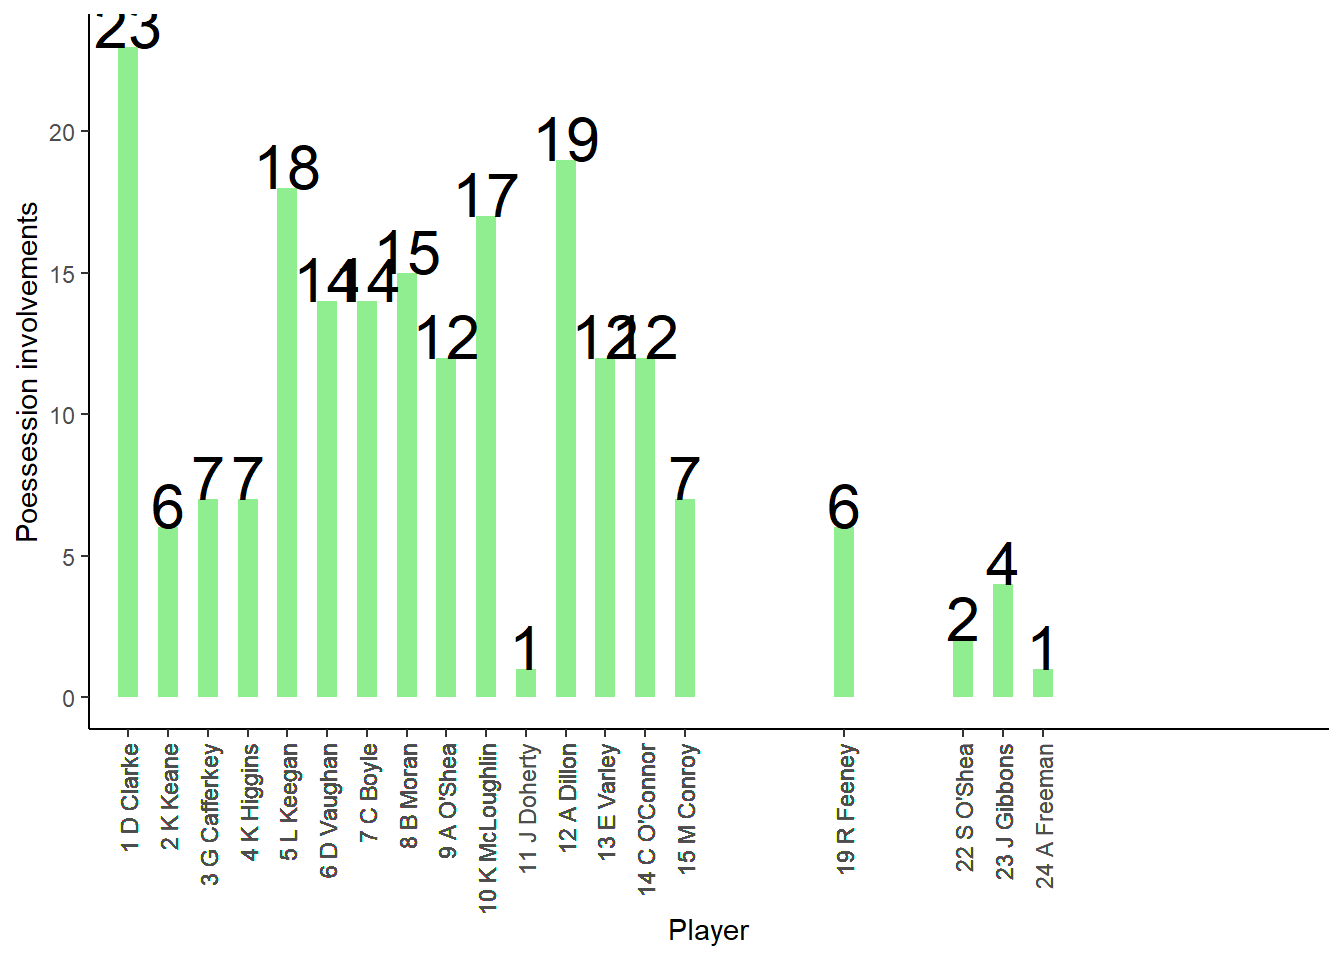 Poessession involvements
20
15
10
5
0
23
6
7
7
18
14
14
15
12
17
1
19
12
12
7
6
2
4
1
1 D Clarke
2 K Keane
3 G Cafferkey
4 K Higgins
5 L Keegan
6 D Vaughan
7 C Boyle
8 B Moran
9 A O'Shea
10 K McLoughlin
11 J Doherty
12 A Dillon
13 E Varley
14 C O'Connor
15 M Conroy
19 R Feeney
22 S O'Shea
23 J Gibbons
24 A Freeman
Player